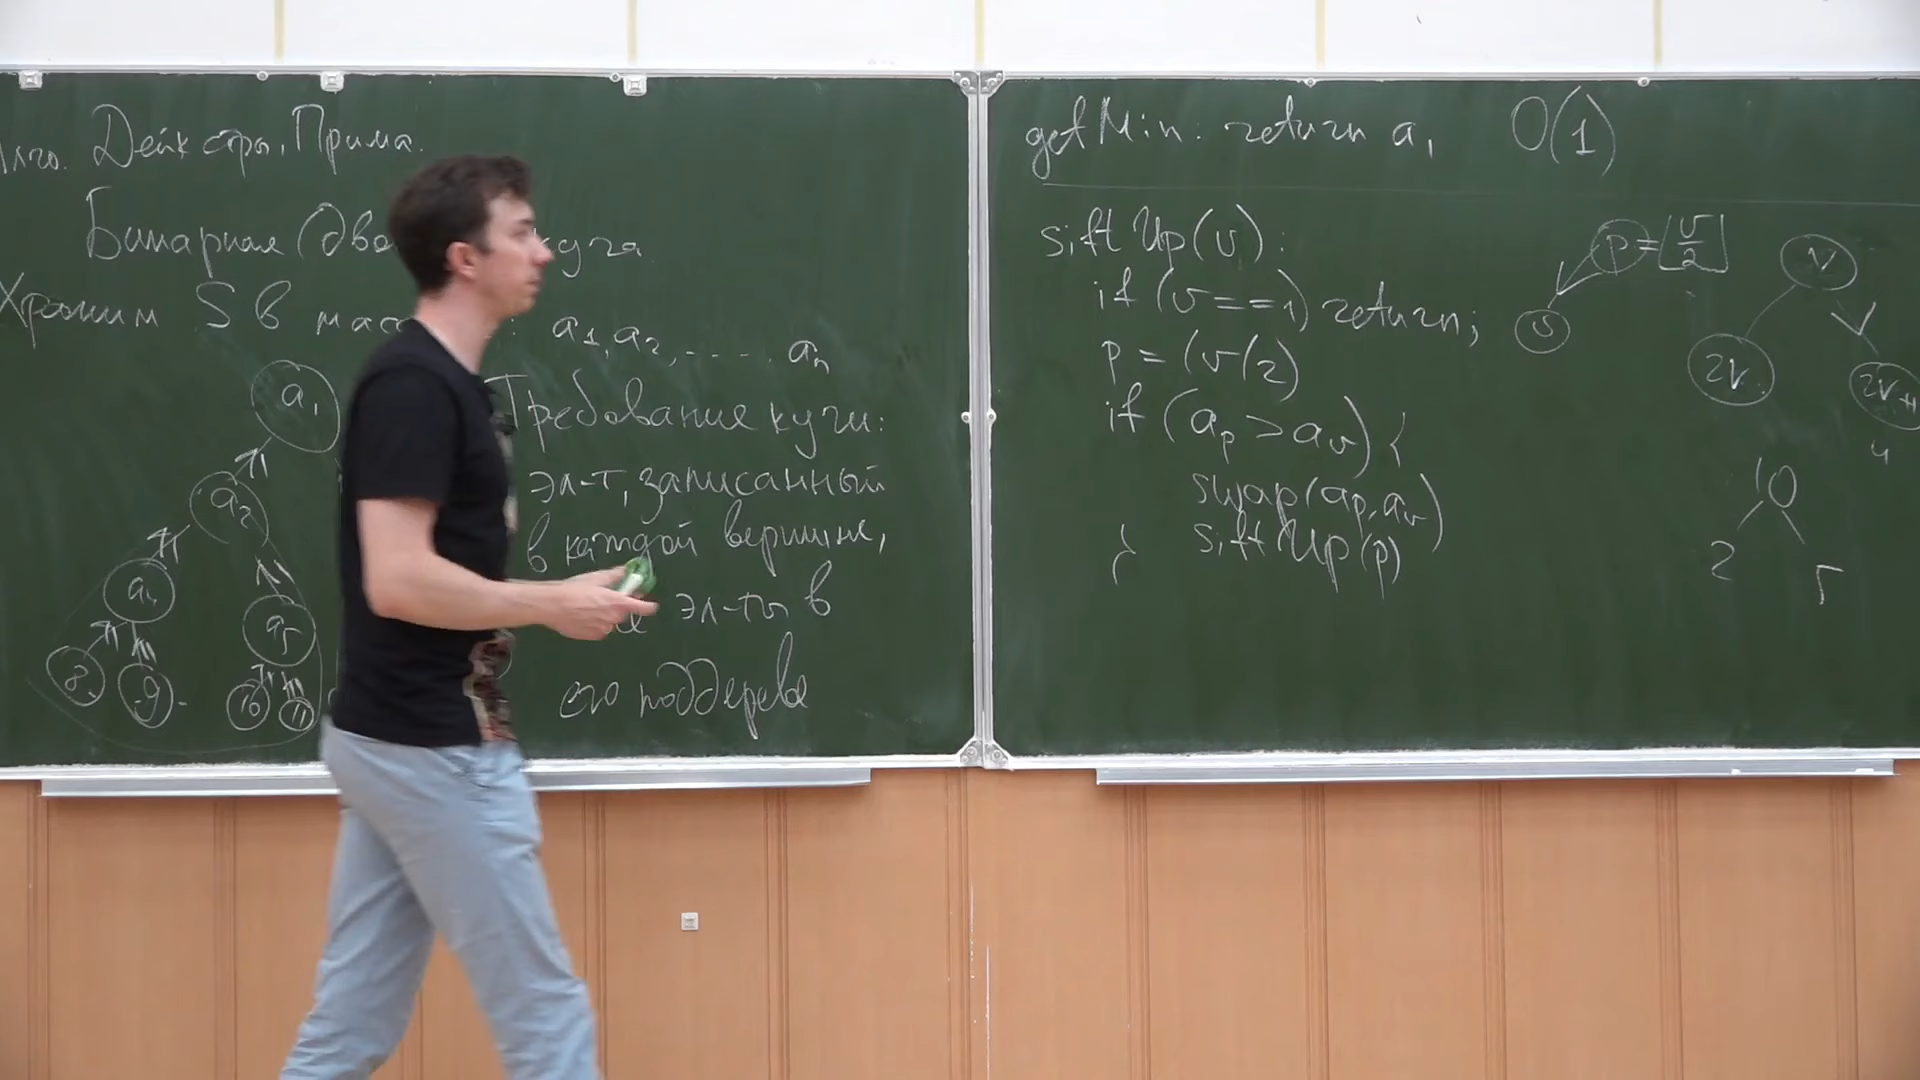 Алго. Дейкстры, Прима.
Бинарная (дво куча
Храним S в мас : a1, a2, ..... an
a1
a2
a4
a5
8
9
10
11
Требование кучи:
эл-т, записанный
в каждой вершине,
эл-ты в
его поддерева
getMin: return a1 O(1)
siftUp(v):
if (v==1) return;
p = (v/2)
if (ap > av) {
swap(ap, av)
siftUp(p)
}
p = ⌊v/2⌋
v
v
2v
2v+1
10
2 5